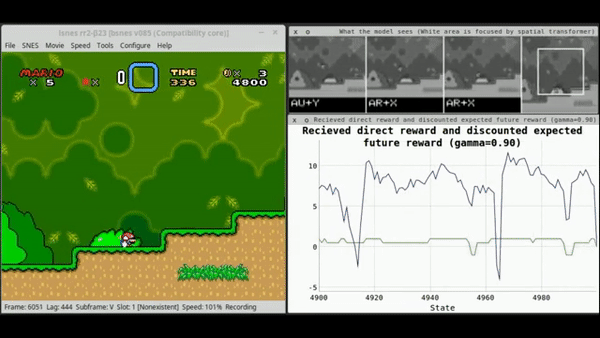 lsnes rr2-β23 [bsnes v085 (Compatibility core)]
File SNES Movie Speed Tools Configure Help
MARIO TIME
x 5 x 0 336 x 3
4800
Frame: 6051 Lag: 444 Subframe: V Slot: 1 [Nonexistent] Speed: 101% Recording
x o What the model sees (White area is focused by spatial transformer)
AU+Y AR+X AR+X
x o Recieved direct reward and discounted expected future reward (gamma=0.90)
Recieved direct reward and discounted expected
future reward (gamma=0.90)
10
5
0
-5
4900 4920 4940 4960 4980
State